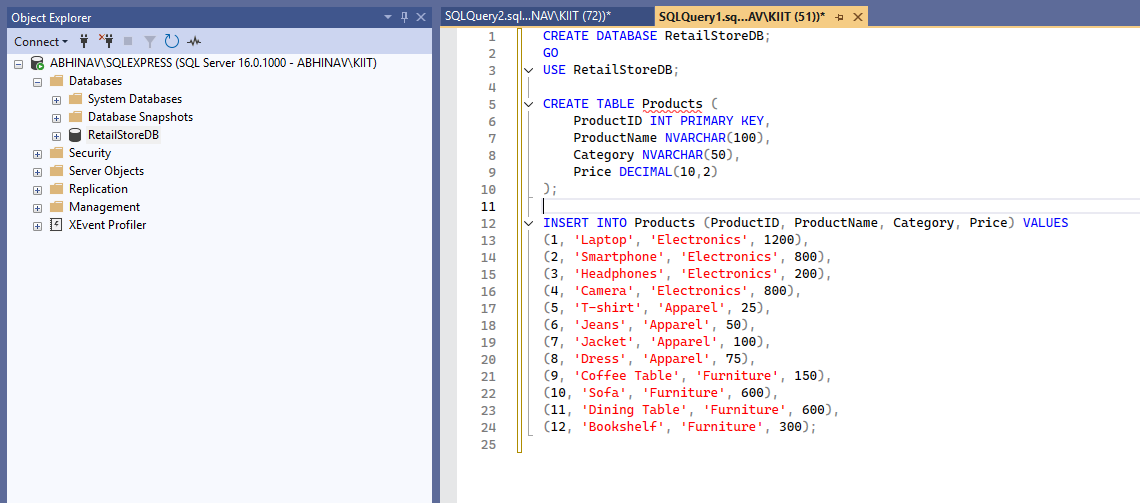 Object Explorer
Connect
ABHINAV\SQLEXPRESS (SQL Server 16.0.1000 - ABHINAV\KIIT)
Databases
System Databases
Database Snapshots
RetailStoreDB
Security
Server Objects
Replication
Management
XEvent Profiler
SQLQuery2.sql...NAV\KIIT (72))*
SQLQuery1.sq...AV\KIIT (51))*
1 CREATE DATABASE RetailStoreDB;
2 GO
3 USE RetailStoreDB;
4
5 CREATE TABLE Products (
6 ProductID INT PRIMARY KEY,
7 ProductName NVARCHAR(100),
8 Category NVARCHAR(50),
9 Price DECIMAL(10,2)
10 );
11
12 INSERT INTO Products (ProductID, ProductName, Category, Price) VALUES
13 (1, 'Laptop', 'Electronics', 1200),
14 (2, 'Smartphone', 'Electronics', 800),
15 (3, 'Headphones', 'Electronics', 200),
16 (4, 'Camera', 'Electronics', 800),
17 (5, 'T-shirt', 'Apparel', 25),
18 (6, 'Jeans', 'Apparel', 50),
19 (7, 'Jacket', 'Apparel', 100),
20 (8, 'Dress', 'Apparel', 75),
21 (9, 'Coffee Table', 'Furniture', 150),
22 (10, 'Sofa', 'Furniture', 600),
23 (11, 'Dining Table', 'Furniture', 600),
24 (12, 'Bookshelf', 'Furniture', 300);
25